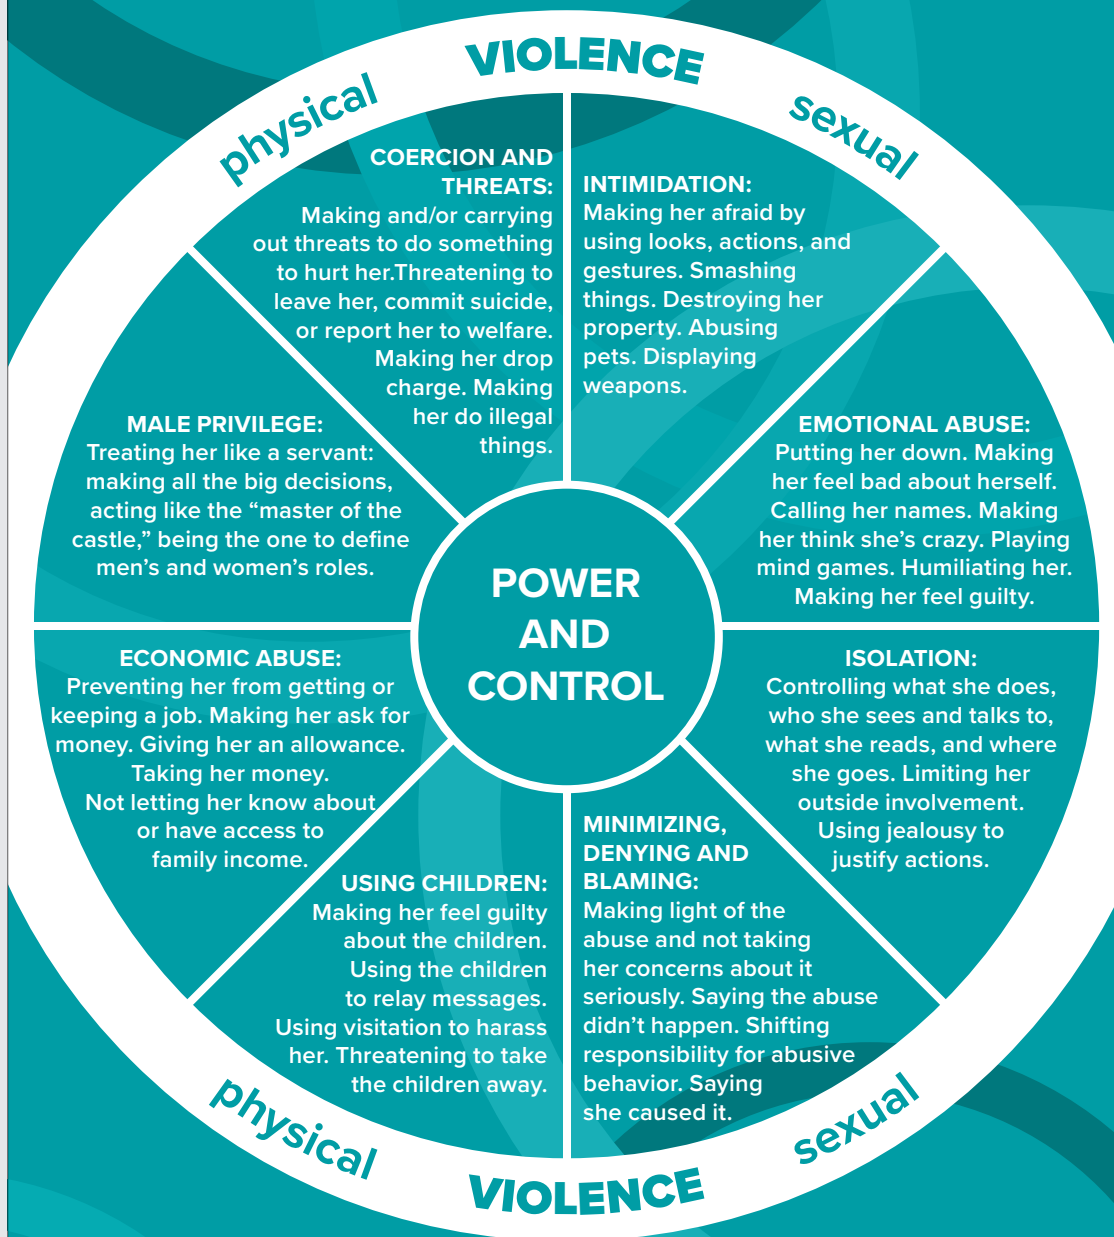 VIOLENCE
physical
sexual
COERCION AND
THREATS:
Making and/or carrying
out threats to do something
to hurt her.Threatening to
leave her, commit suicide,
or report her to welfare.
Making her drop
charge. Making
her do illegal
things.
INTIMIDATION:
Making her afraid by
using looks, actions, and
gestures. Smashing
things. Destroying her
property. Abusing
pets. Displaying
weapons.
MALE PRIVILEGE:
Treating her like a servant:
making all the big decisions,
acting like the “master of the
castle,” being the one to define
men’s and women’s roles.
EMOTIONAL ABUSE:
Putting her down. Making
her feel bad about herself.
Calling her names. Making
her think she’s crazy. Playing
mind games. Humiliating her.
Making her feel guilty.
POWER
AND
CONTROL
ECONOMIC ABUSE:
Preventing her from getting or
keeping a job. Making her ask for
money. Giving her an allowance.
Taking her money.
Not letting her know about
or have access to
family income.
ISOLATION:
Controlling what she does,
who she sees and talks to,
what she reads, and where
she goes. Limiting her
outside involvement.
Using jealousy to
justify actions.
USING CHILDREN:
Making her feel guilty
about the children.
Using the children
to relay messages.
Using visitation to harass
her. Threatening to take
the children away.
MINIMIZING,
DENYING AND
BLAMING:
Making light of the
abuse and not taking
her concerns about it
seriously. Saying the abuse
didn’t happen. Shifting
responsibility for abusive
behavior. Saying
she caused it.
physical
sexual
VIOLENCE